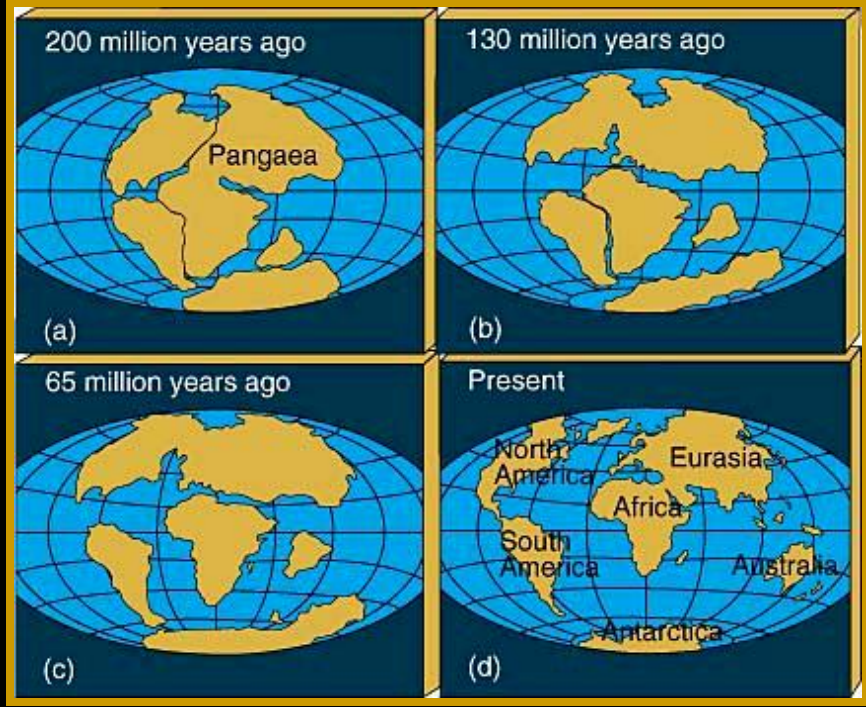 200 million years ago
Pangaea
(a)
130 million years ago
(b)
65 million years ago
(c)
Present
North
America
Eurasia
Africa
South
America
Australia
Antarctica
(d)